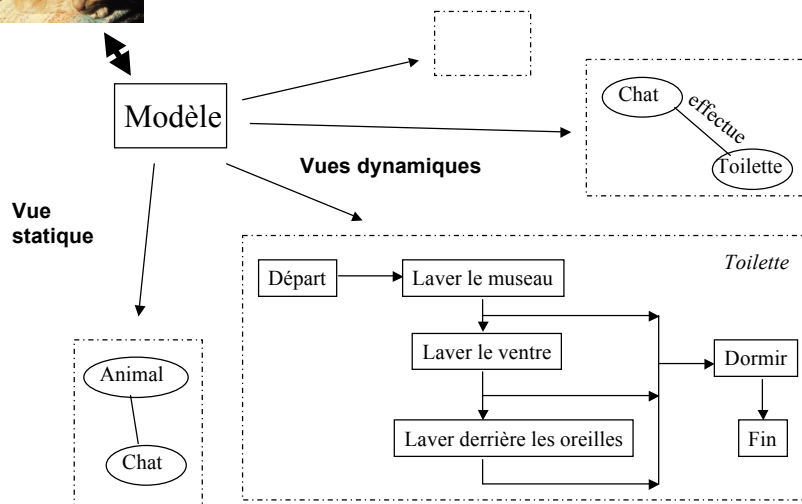 Modèle
Chat
effectue
Toilette
Vues dynamiques
Vue
statique
Toilette
Départ
Laver le museau
Laver le ventre
Dormir
Animal
Laver derrière les oreilles
Fin
Chat